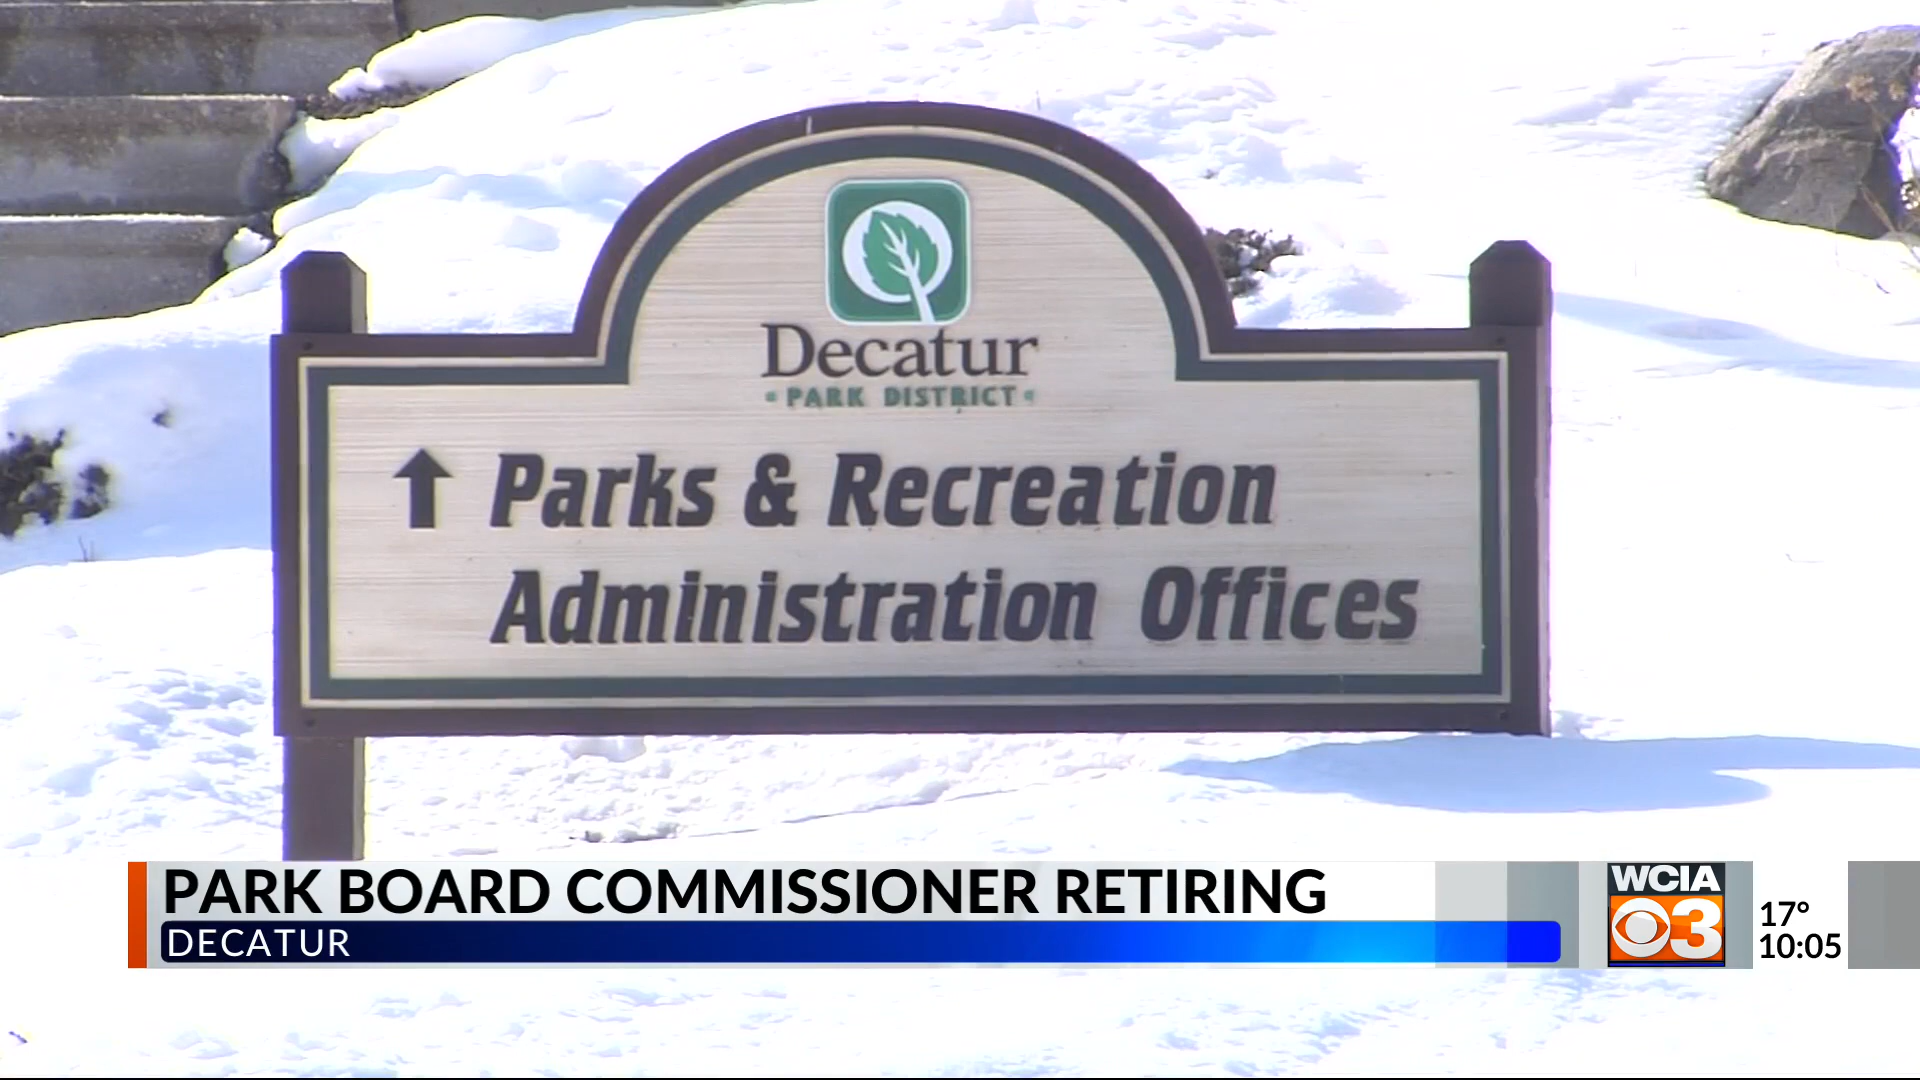 Decatur
• PARK DISTRICT •
↑ Parks & Recreation
Administration Offices
PARK BOARD COMMISSIONER RETIRING
DECATUR
WCIA
3
17°
10:05